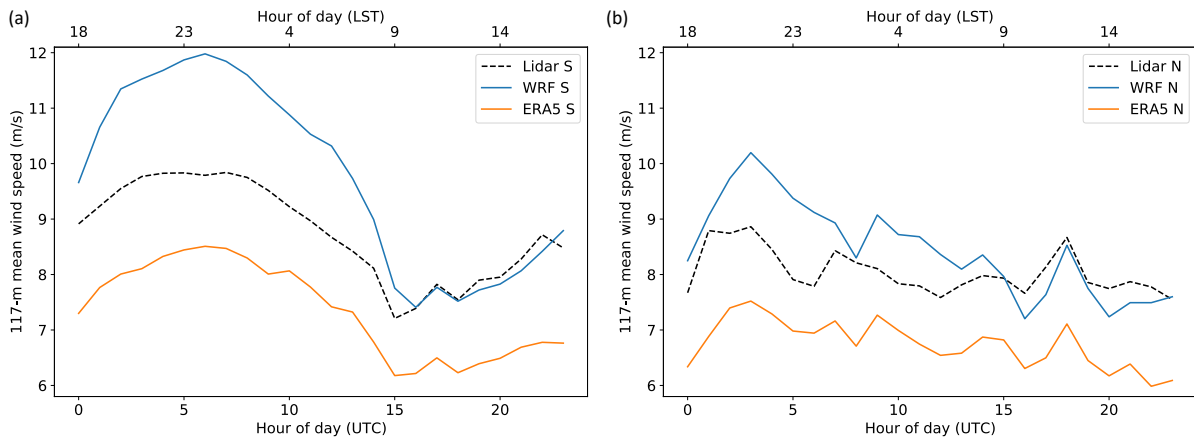 (a)
Hour of day (LST)
18 23 4 9 14
12
11
10
9
8
7
6
117-m mean wind speed (m/s)
Lidar S
WRF S
ERA5 S
0 5 10 15 20
Hour of day (UTC)
(b)
Hour of day (LST)
18 23 4 9 14
12
11
10
9
8
7
6
117-m mean wind speed (m/s)
Lidar N
WRF N
ERA5 N
0 5 10 15 20
Hour of day (UTC)